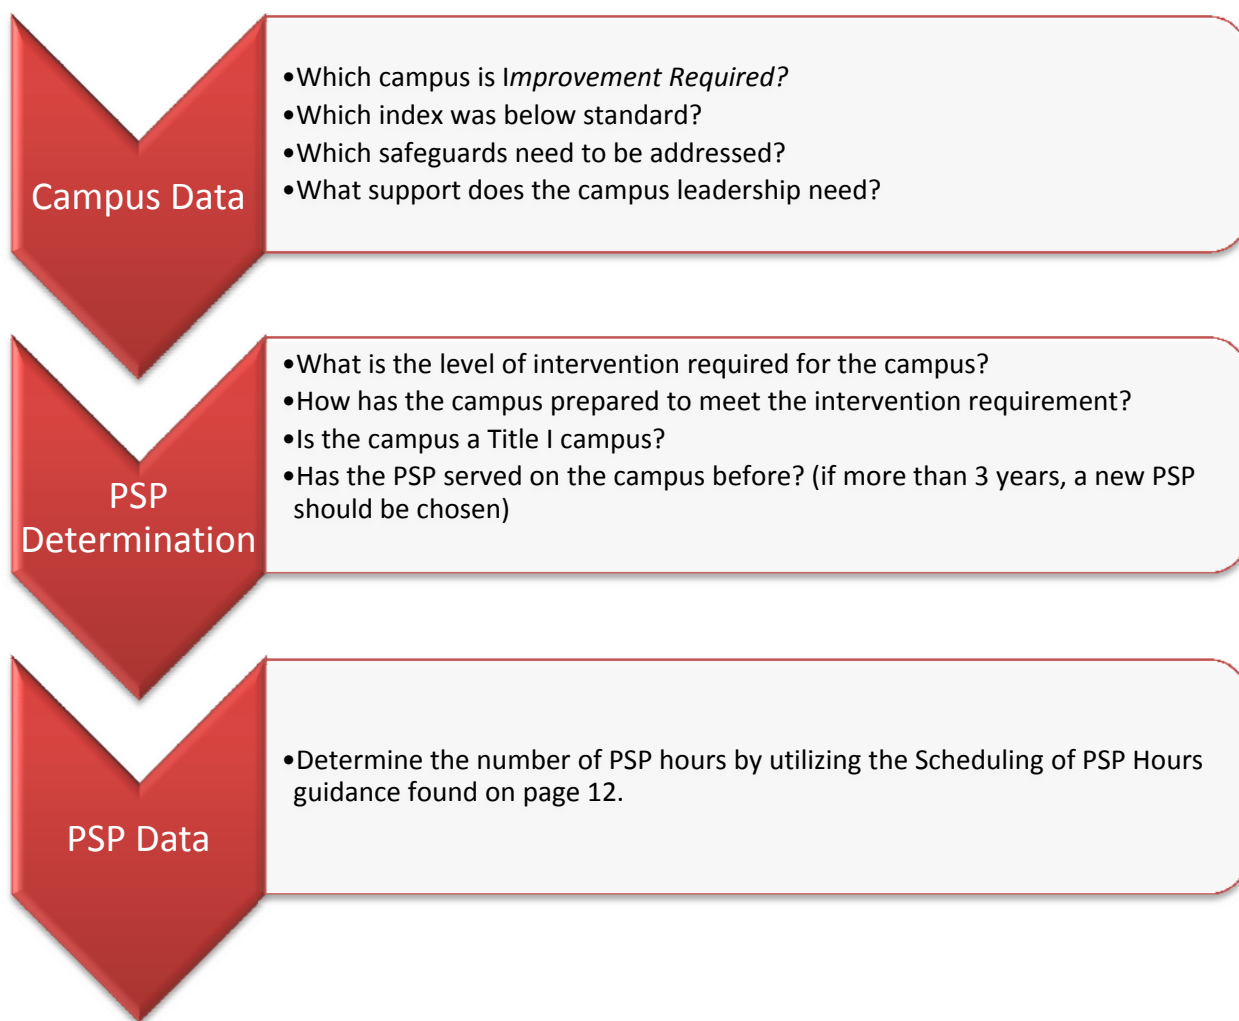 Campus Data
•Which campus is Improvement Required?
•Which index was below standard?
•Which safeguards need to be addressed?
•What support does the campus leadership need?
PSP
Determination
•What is the level of intervention required for the campus?
•How has the campus prepared to meet the intervention requirement?
•Is the campus a Title I campus?
•Has the PSP served on the campus before? (if more than 3 years, a new PSP
should be chosen)
PSP Data
•Determine the number of PSP hours by utilizing the Scheduling of PSP Hours
guidance found on page 12.